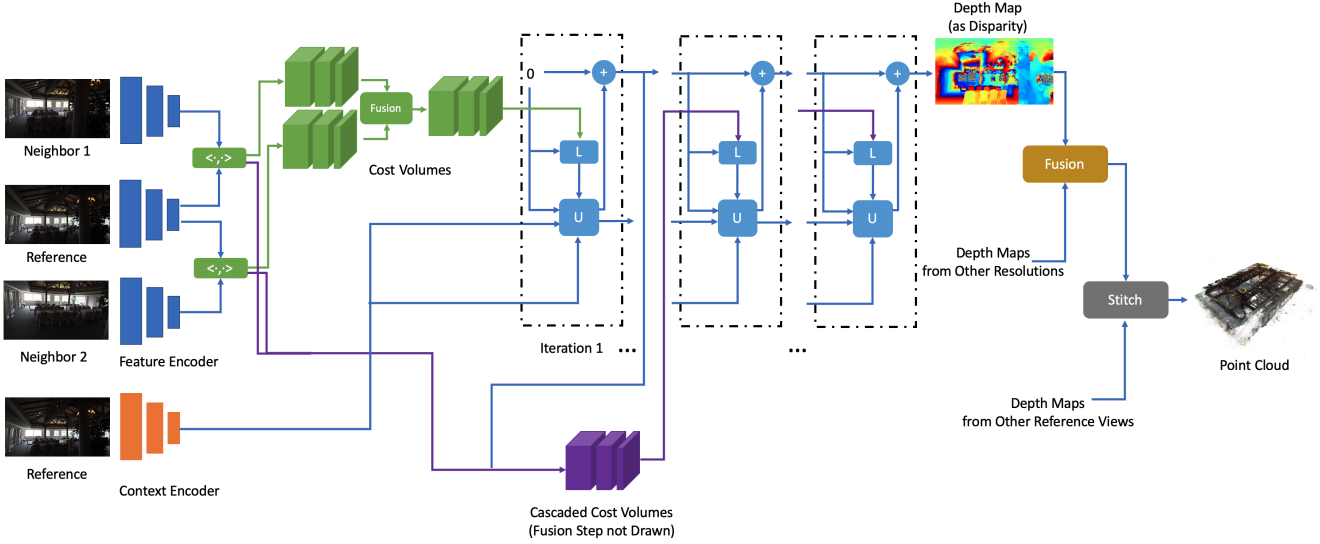 Depth Map
(as Disparity)
0
+
+
+
Neighbor 1
<·,·>
Fusion
Cost Volumes
L
L
L
Fusion
Reference
U
U
U
<·,·>
Depth Maps
from Other Resolutions
Stitch
Neighbor 2
Feature Encoder
Iteration 1
...
...
Point Cloud
Depth Maps
from Other Reference Views
Reference
Context Encoder
Cascaded Cost Volumes
(Fusion Step not Drawn)